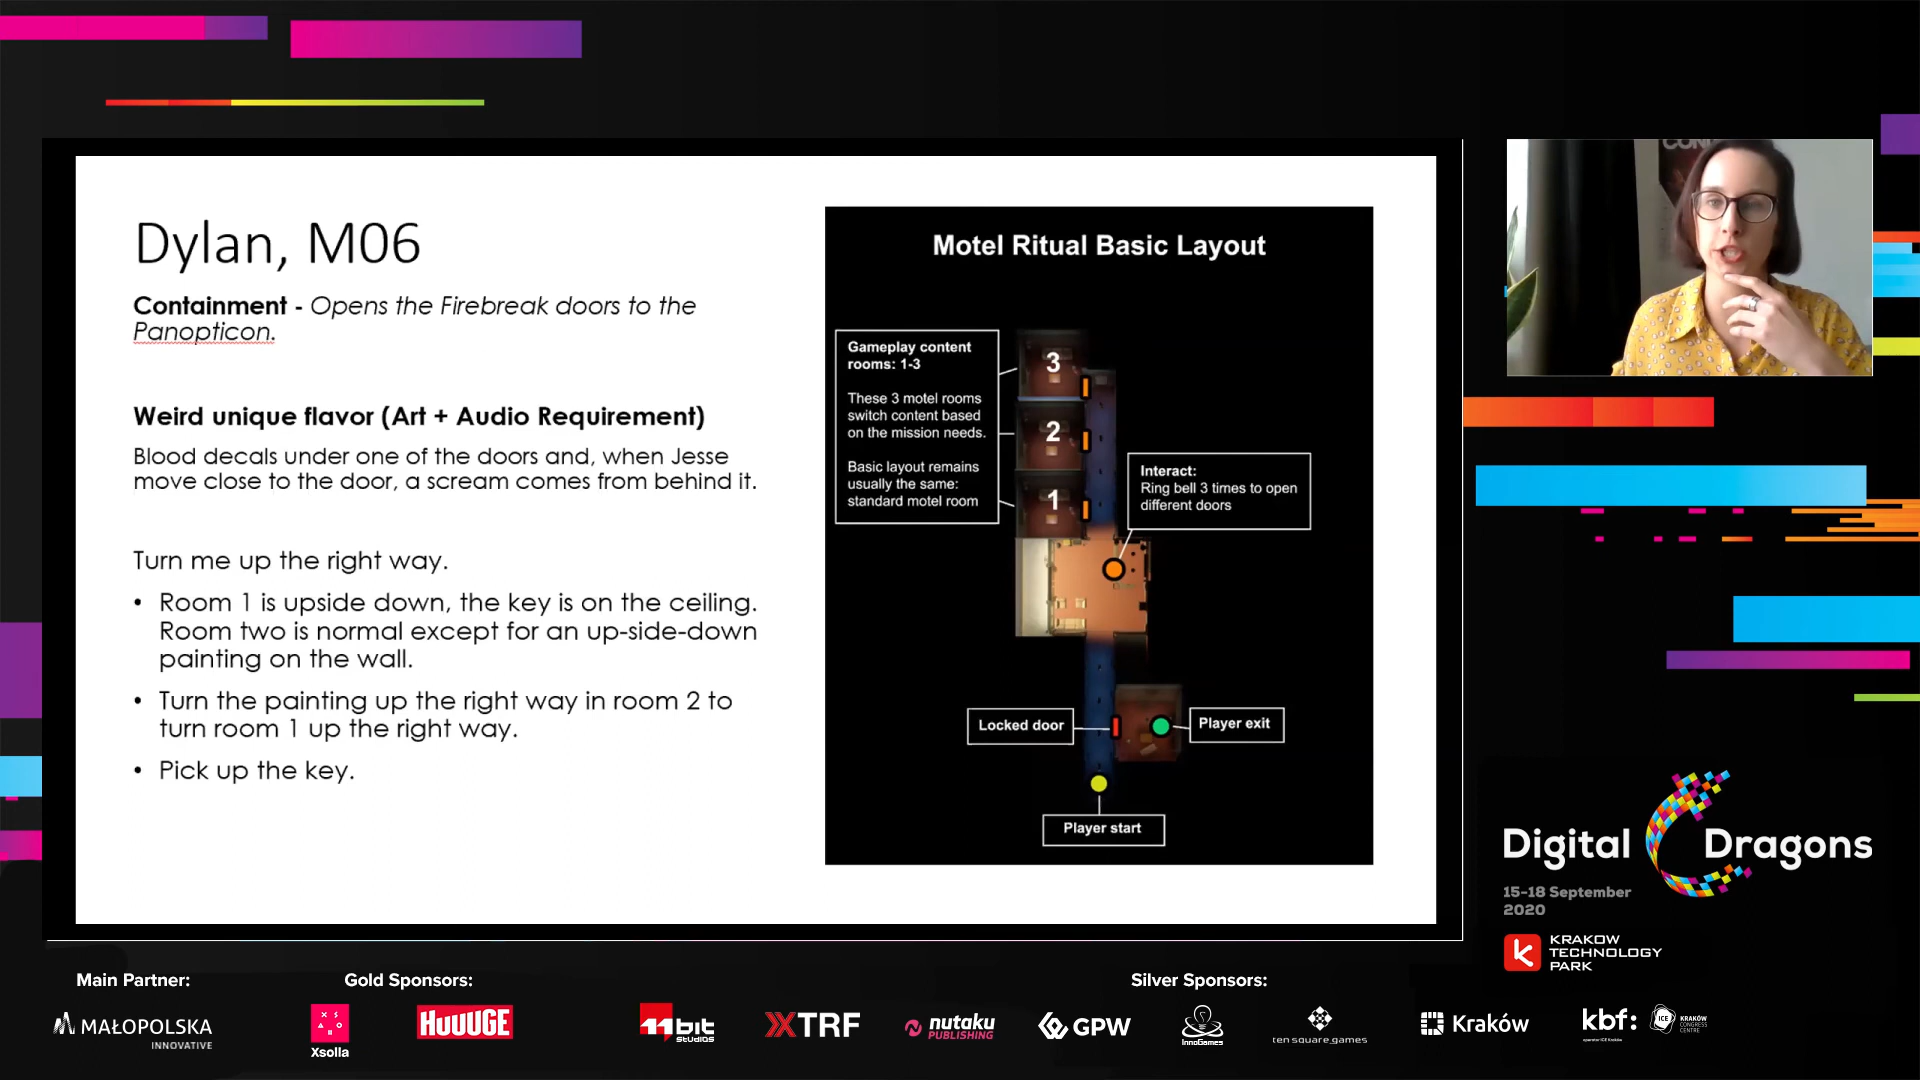 Dylan, M06
Containment - Opens the Firebreak doors to the
Panopticon.
Weird unique flavor (Art + Audio Requirement)
Blood decals under one of the doors and, when Jesse
move close to the door, a scream comes from behind it.
Turn me up the right way.
• Room 1 is upside down, the key is on the ceiling.
Room two is normal except for an up-side-down
painting on the wall.
• Turn the painting up the right way in room 2 to
turn room 1 up the right way.
• Pick up the key.
Motel Ritual Basic Layout
Gameplay content
rooms: 1-3
These 3 motel rooms
switch content based
on the mission needs.
Basic layout remains
usually the same:
standard motel room
3
2
1
Interact:
Ring bell 3 times to open
different doors
Locked door
Player exit
Player start
Digital Dragons
15-18 September
2020
KRAKOW
TECHNOLOGY
PARK
Main Partner:
Gold Sponsors:
Silver Sponsors:
MAŁOPOLSKA
INNOVATIVE
Xsolla
HUUUGE
11bit
STUDIOS
XTRF
nutaku
PUBLISHING
GPW
InnoGames
ten square games
Kraków
kbf:
operator ICE Kraków
ICE
KRAKÓW
CONGRESS
CENTRE